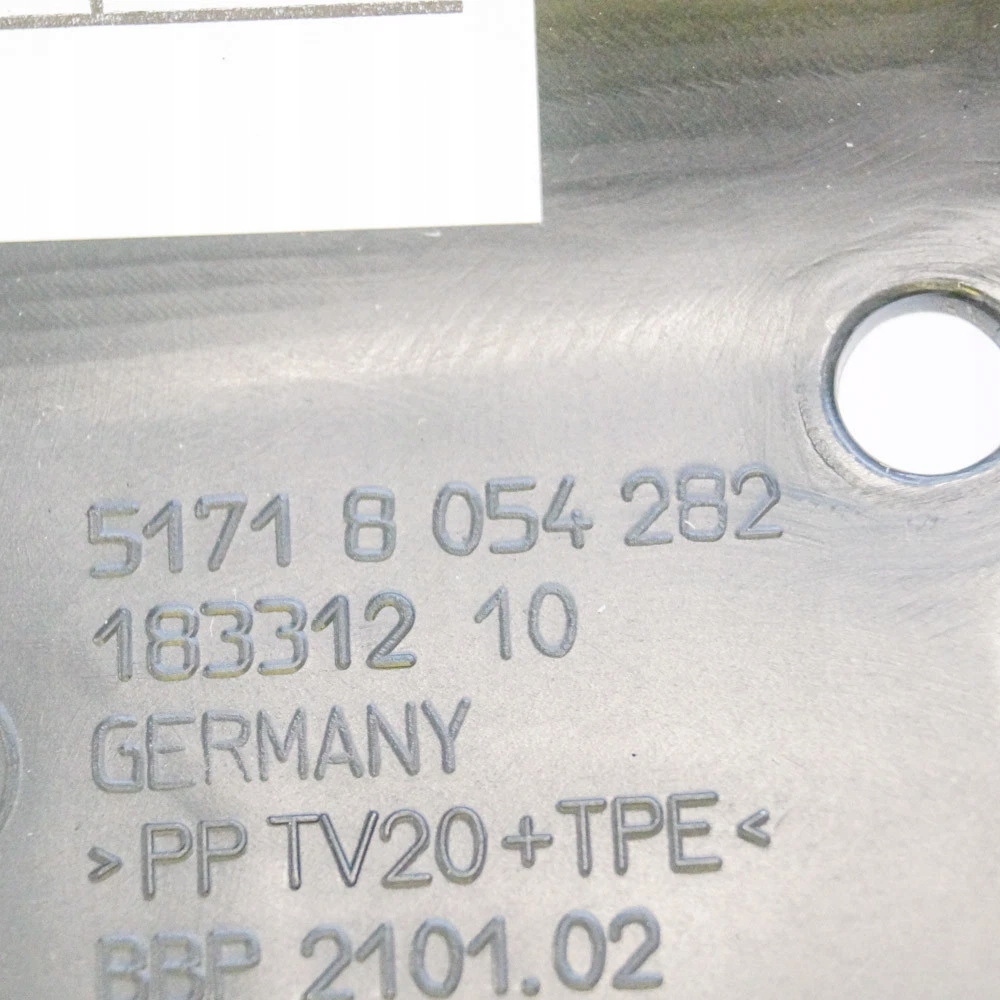 5171 8 054 282
183312 10
GERMANY
>PP TV20+TPE<
BBP 2101.02